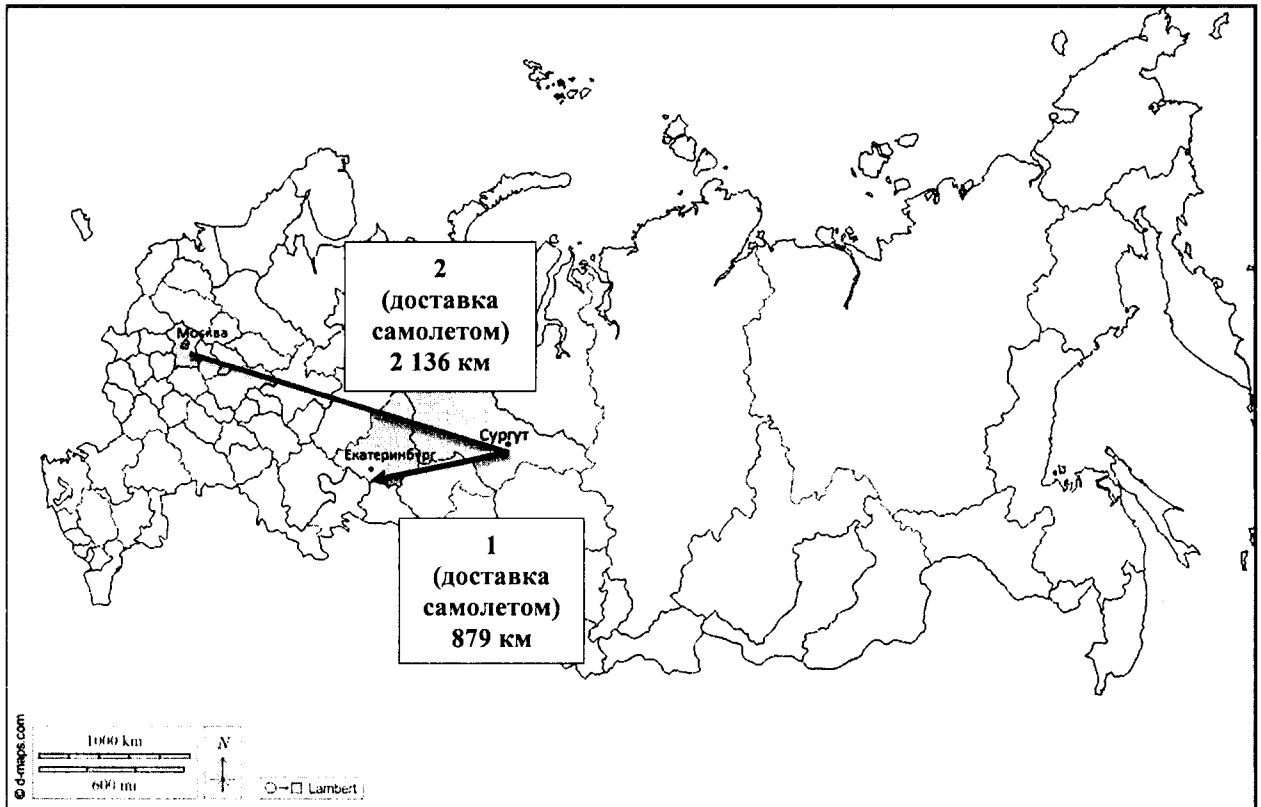 2
(доставка
самолетом)
2 136 км
Москва
Сургут
Екатеринбург
1
(доставка
самолетом)
879 км
© d-maps.com
1000 km
600 mi
N
Lambert